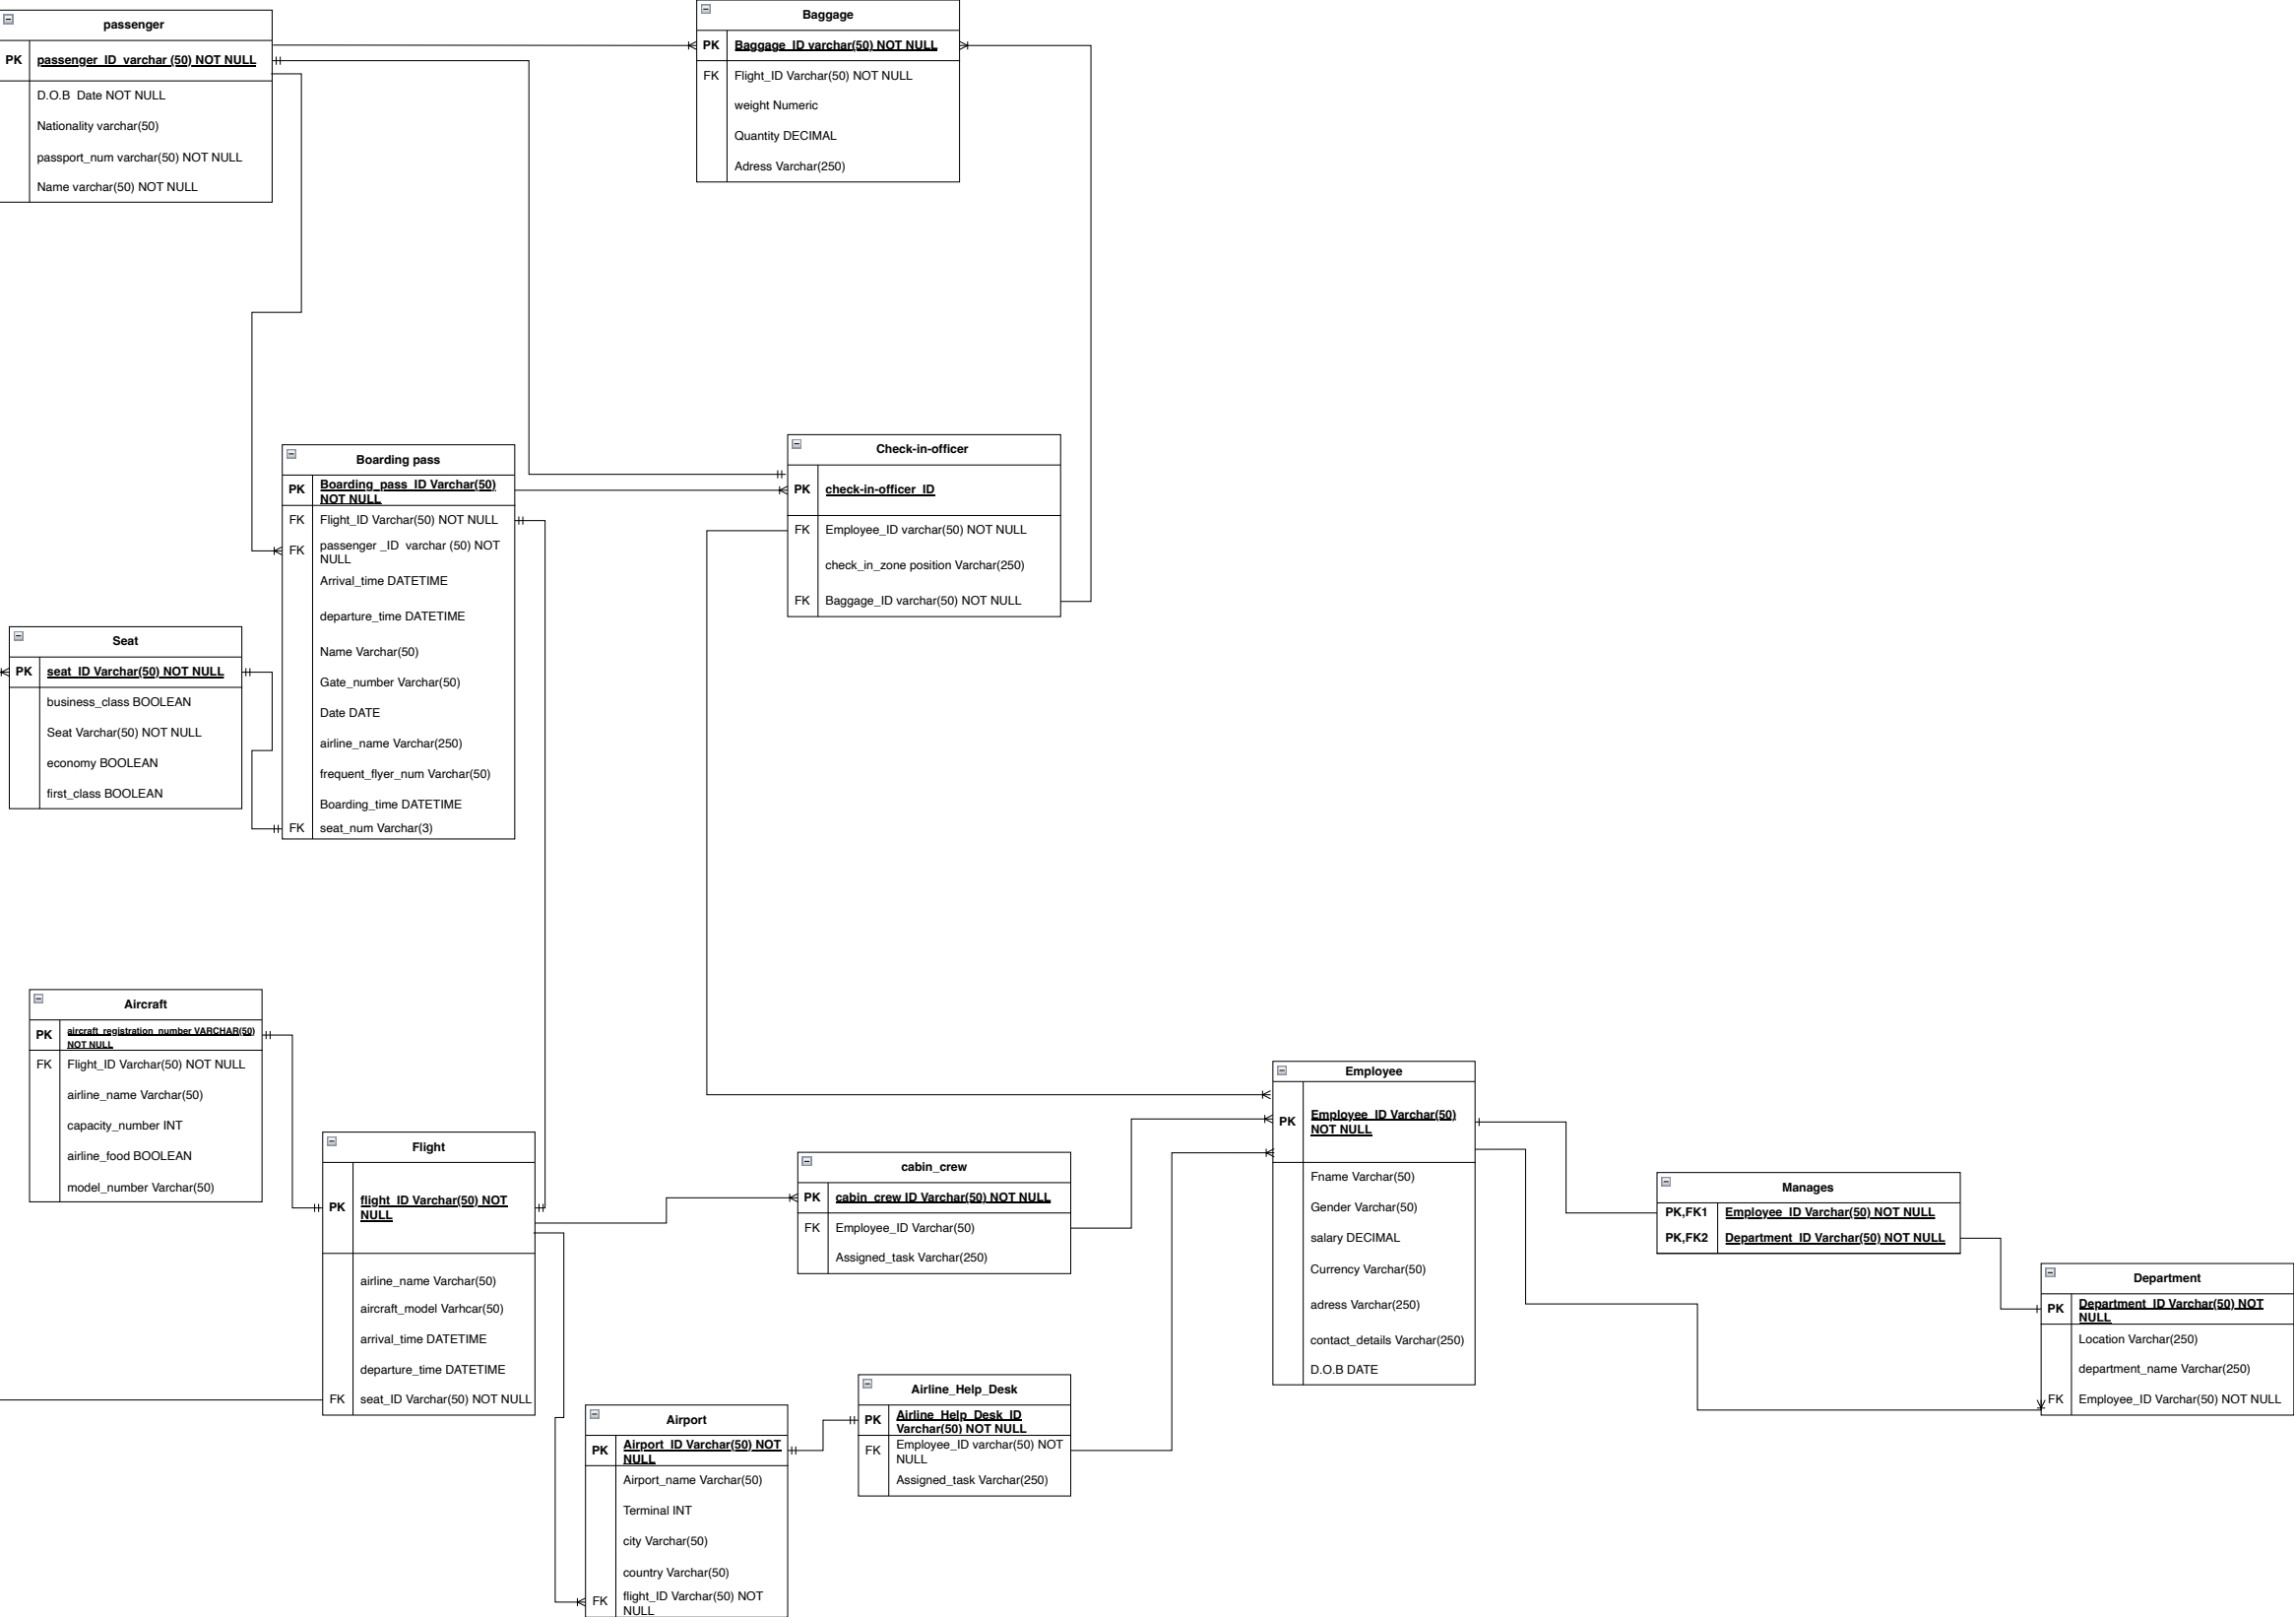 passenger
PK passenger_ID varchar (50) NOT NULL
D.O.B Date NOT NULL
Nationality varchar(50)
passport_num varchar(50) NOT NULL
Name varchar(50) NOT NULL
Baggage
PK Baggage_ID varchar(50) NOT NULL
FK Flight_ID Varchar(50) NOT NULL
weight Numeric
Quantity DECIMAL
Adress Varchar(250)
Boarding pass
PK Boarding_pass_ID Varchar(50)
NOT NULL
FK Flight_ID Varchar(50) NOT NULL
FK passenger _ID varchar (50) NOT
NULL
Arrival_time DATETIME
departure_time DATETIME
Name Varchar(50)
Gate_number Varchar(50)
Date DATE
airline_name Varchar(250)
frequent_flyer_num Varchar(50)
Boarding_time DATETIME
FK seat_num Varchar(3)
Check-in-officer
PK check-in-officer_ID
FK Employee_ID varchar(50) NOT NULL
check_in_zone position Varchar(250)
FK Baggage_ID varchar(50) NOT NULL
Seat
PK seat_ID Varchar(50) NOT NULL
business_class BOOLEAN
Seat Varchar(50) NOT NULL
economy BOOLEAN
first_class BOOLEAN
Aircraft
PK aircraft_registration_number VARCHAR(50)
NOT NULL
FK Flight_ID Varchar(50) NOT NULL
airline_name Varchar(50)
capacity_number INT
airline_food BOOLEAN
model_number Varchar(50)
Flight
PK flight_ID Varchar(50) NOT
NULL
airline_name Varchar(50)
aircraft_model Varhcar(50)
arrival_time DATETIME
departure_time DATETIME
FK seat_ID Varchar(50) NOT NULL
cabin_crew
PK cabin_crew ID Varchar(50) NOT NULL
FK Employee_ID Varchar(50)
Assigned_task Varchar(250)
Employee
PK Employee_ID Varchar(50)
NOT NULL
Fname Varchar(50)
Gender Varchar(50)
salary DECIMAL
Currency Varchar(50)
adress Varchar(250)
contact_details Varchar(250)
D.O.B DATE
Manages
PK,FK1 Employee_ID Varchar(50) NOT NULL
PK,FK2 Department_ID Varchar(50) NOT NULL
Department
PK Department_ID Varchar(50) NOT
NULL
Location Varchar(250)
department_name Varchar(250)
FK Employee_ID Varchar(50) NOT NULL
Airline_Help_Desk
PK Airline_Help_Desk_ID
Varchar(50) NOT NULL
FK Employee_ID varchar(50) NOT
NULL
Assigned_task Varchar(250)
Airport
PK Airport_ID Varchar(50) NOT
NULL
Airport_name Varchar(50)
Terminal INT
city Varchar(50)
country Varchar(50)
FK flight_ID Varchar(50) NOT
NULL